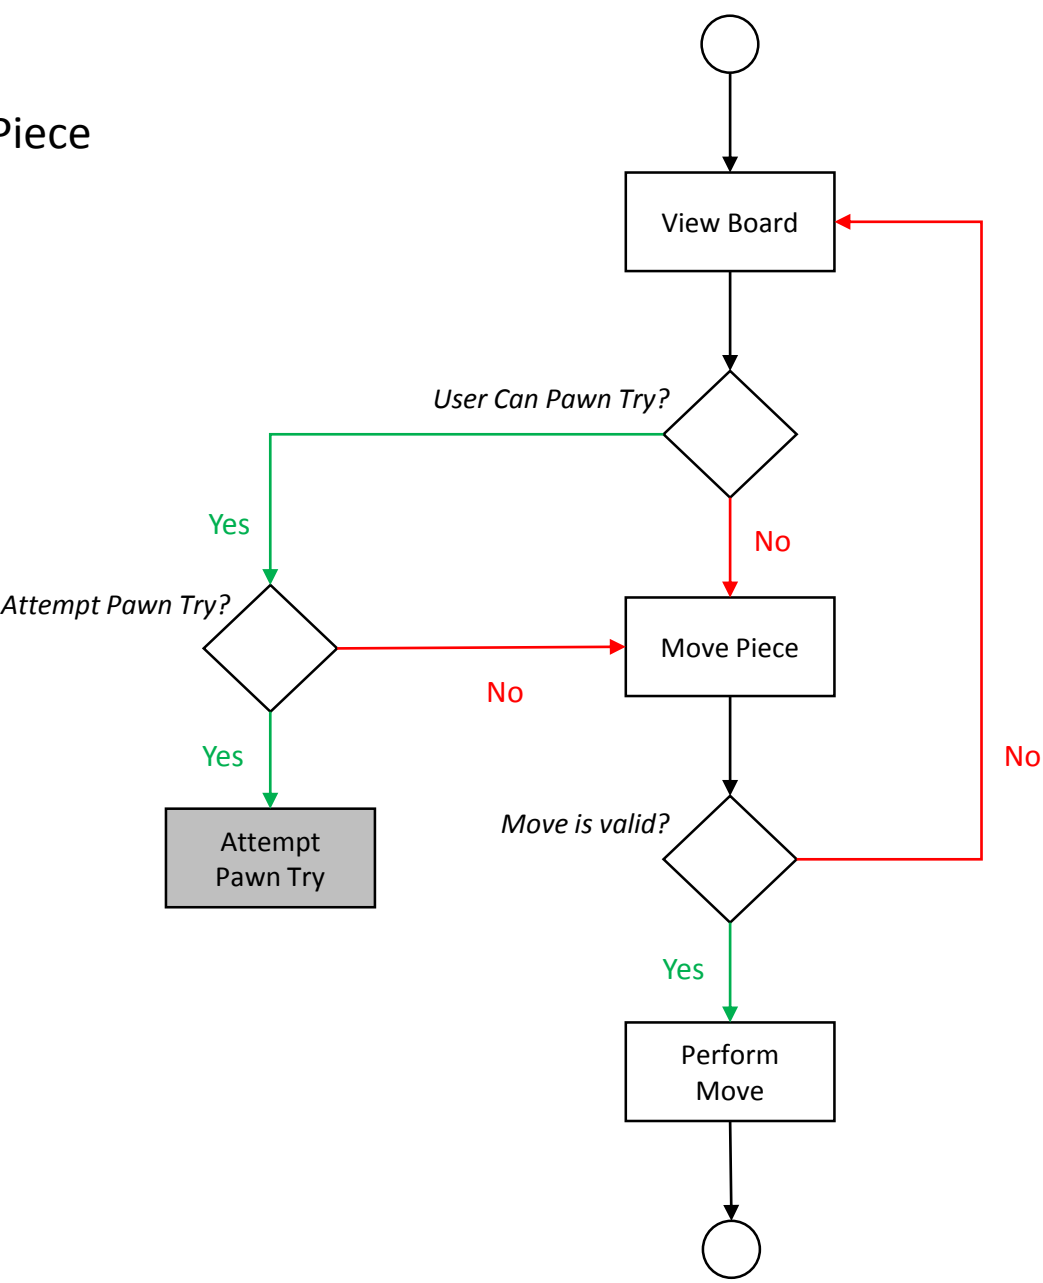 Piece
View Board
User Can Pawn Try?
Yes
No
Attempt Pawn Try?
Move Piece
No
Yes
No
Move is valid?
Attempt
Pawn Try
Yes
Perform
Move